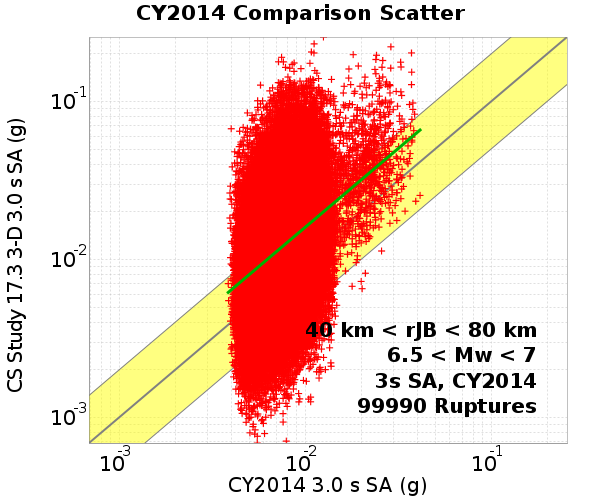 CY2014 Comparison Scatter
CS Study 17.3 3-D 3.0 s SA (g)
10-1
10-2
10-3
40 km < rJB < 80 km
6.5 < Mw < 7
3s SA, CY2014
99990 Ruptures
10-3 10-2 10-1
CY2014 3.0 s SA (g)